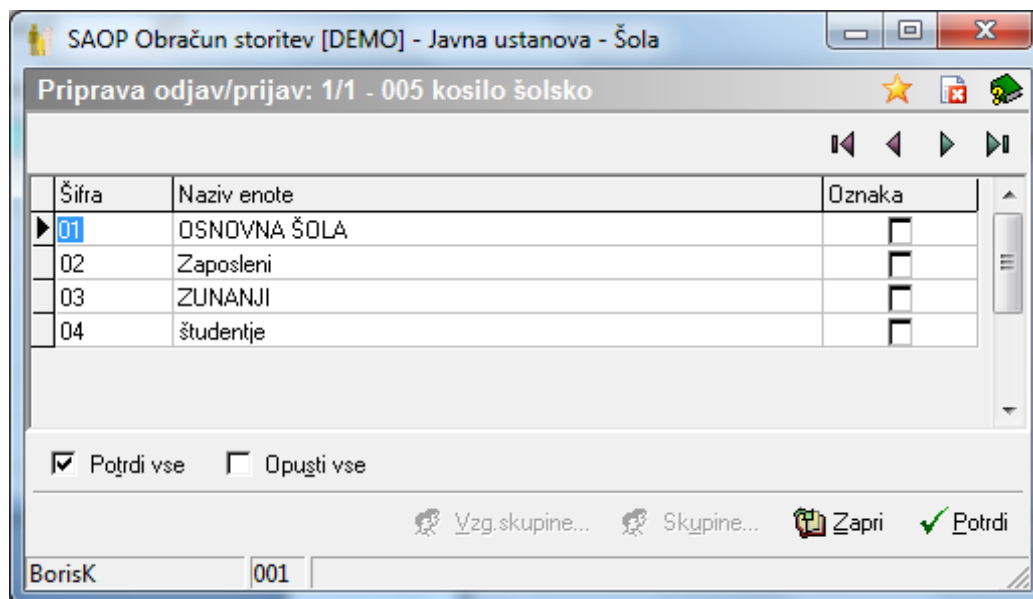 SAOP Obračun storitev [DEMO] - Javna ustanova - Šola
Priprava odjav/prijav: 1/1 - 005 kosilo šolsko
Šifra Naziv enote Oznaka
01 OSNOVNA ŠOLA
02 Zaposleni
03 ZUNANJI
04 študentje
Potrdi vse Opusti vse
Vzg.skupine... Skupine... Zapri Potrdi
BorisK 001